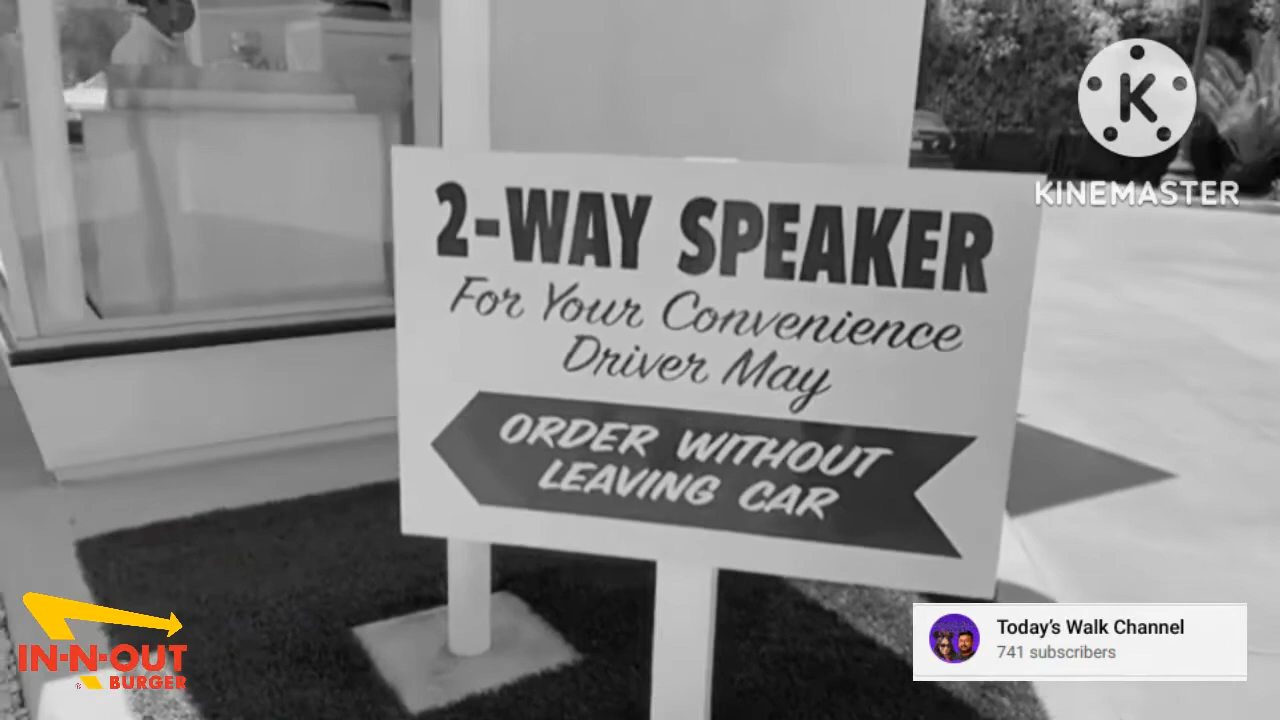 K
KINEMASTER
2-WAY SPEAKER
For Your Convenience
Driver May
ORDER WITHOUT
LEAVING CAR
IN-N-OUT
BURGER
Today's Walk Channel
741 subscribers